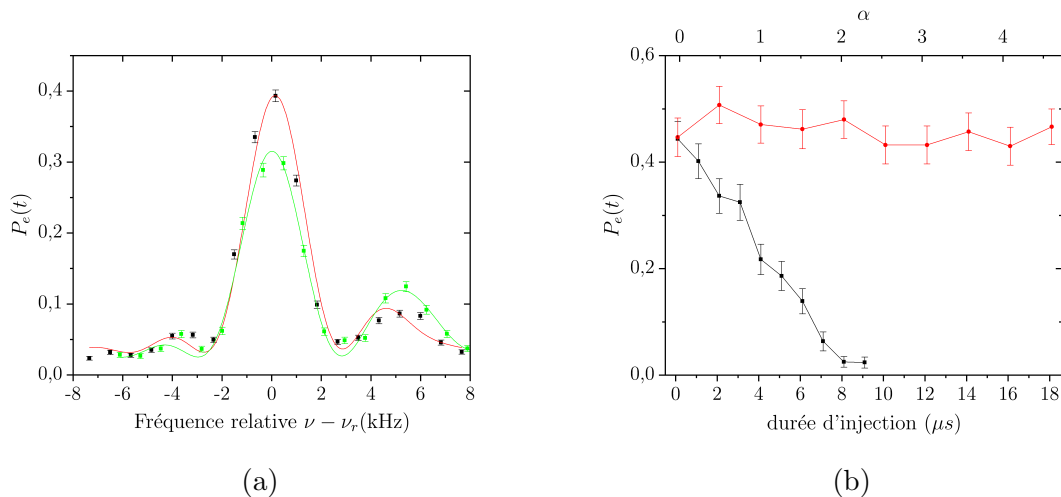 0,4
0,3
0,2
0,1
0,0
P_e(t)
-8 -6 -4 -2 0 2 4 6 8
Fréquence relative ν − ν_r(kHz)
(a)
α
0 1 2 3 4
0,6
0,4
0,2
0,0
P_e(t)
0 2 4 6 8 10 12 14 16 18
durée d'injection (μs)
(b)